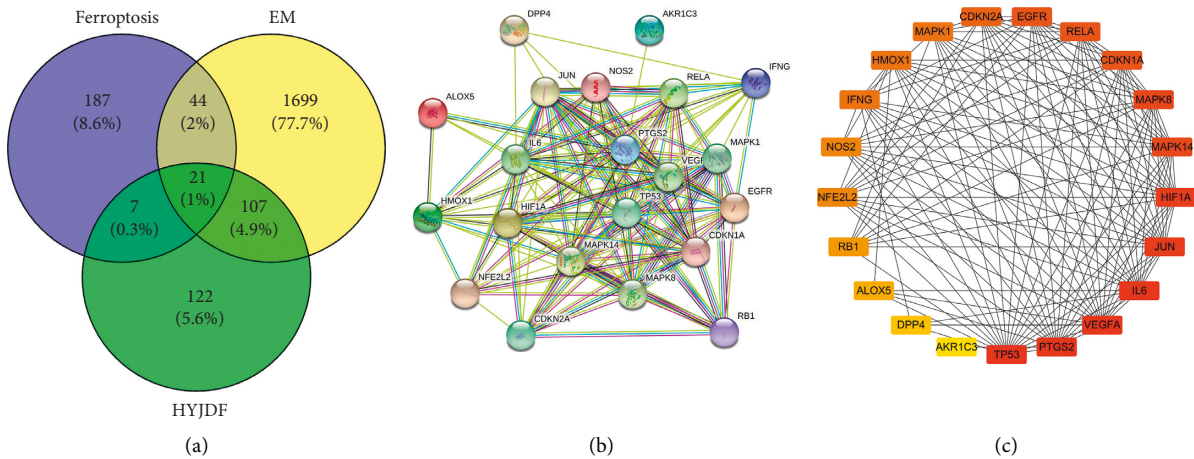 Ferroptosis
EM
187
(8.6%)
44
(2%)
1699
(77.7%)
21
(1%)
7
(0.3%)
107
(4.9%)
122
(5.6%)
HYJDF
(a)
DPP4
AKR1C3
JUN
NOS2
RELA
IFNG
ALOX5
PTGS2
IL6
MAPK1
VEGF
TP53
EGFR
HMOX1
HIF1A
CDKN1A
MAPK14
NFE2L2
MAPK8
CDKN2A
RB1
(b)
CDKN2A
EGFR
MAPK1
RELA
HMOX1
CDKN1A
IFNG
MAPK8
NOS2
MAPK14
NFE2L2
HIF1A
RB1
JUN
ALOX5
IL6
DPP4
VEGFA
AKR1C3
TP53
PTGS2
(c)